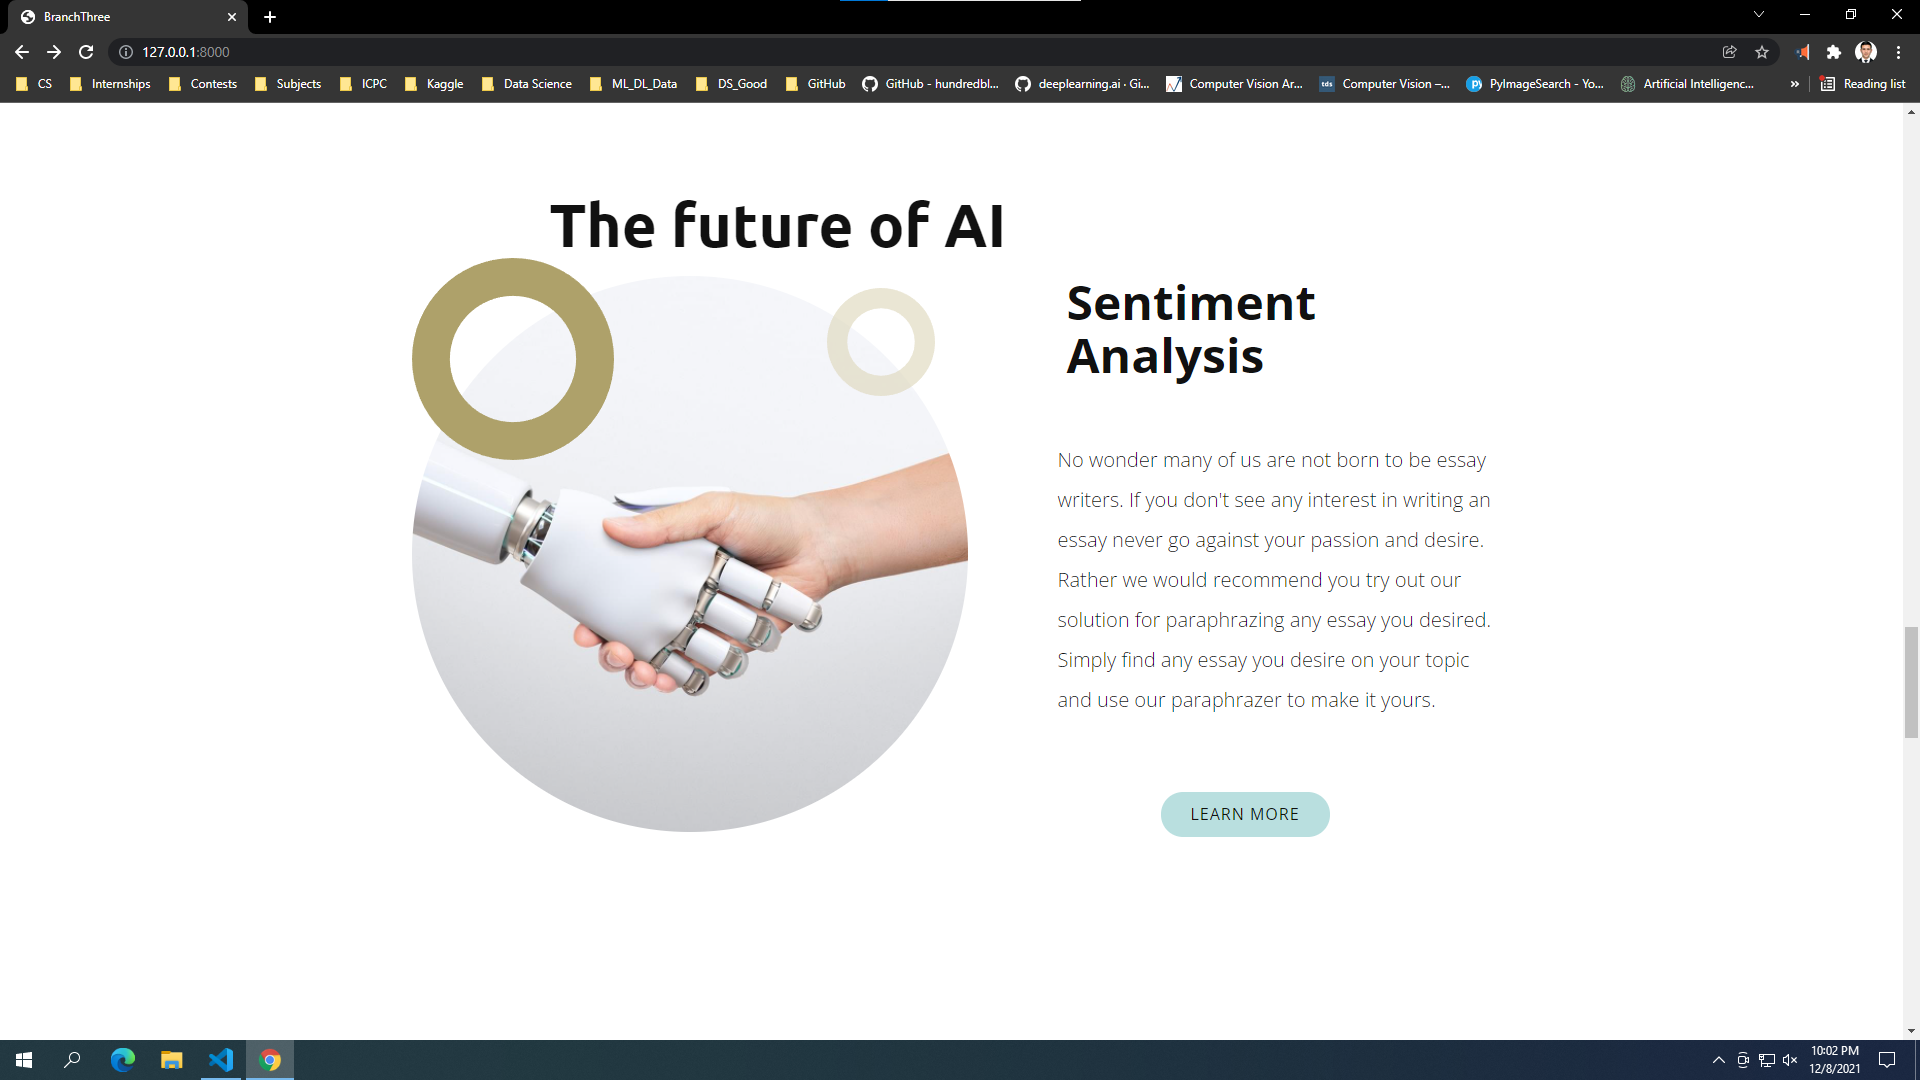 BranchThree
127.0.0.1:8000
CS
Internships
Contests
Subjects
ICPC
Kaggle
Data Science
ML_DL_Data
DS_Good
GitHub
GitHub - hundredbl...
deeplearning.ai · Gi...
tds
Computer Vision Ar...
Computer Vision –...
PyImageSearch - Yo...
Artificial Intelligenc...
»
Reading list
The future of AI
Sentiment
Analysis
No wonder many of us are not born to be essay
writers. If you don't see any interest in writing an
essay never go against your passion and desire.
Rather we would recommend you try out our
solution for paraphrazing any essay you desired.
Simply find any essay you desire on your topic
and use our paraphrazer to make it yours.
LEARN MORE
10:02 PM
12/8/2021